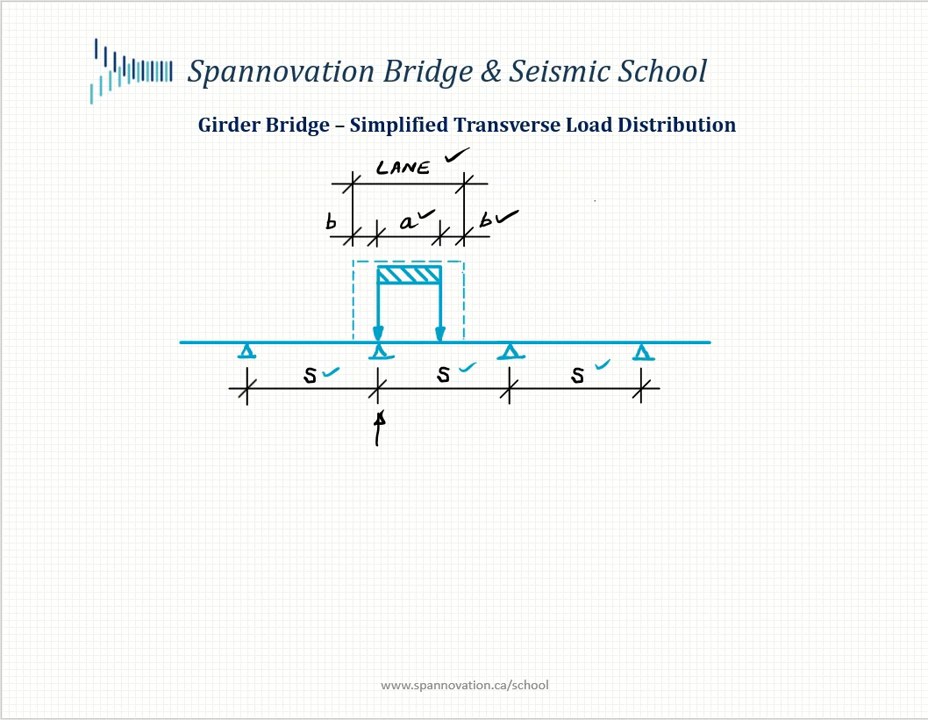 Spannovation Bridge & Seismic School
Girder Bridge – Simplified Transverse Load Distribution
LANE
b a b
S S S
www.spannovation.ca/school